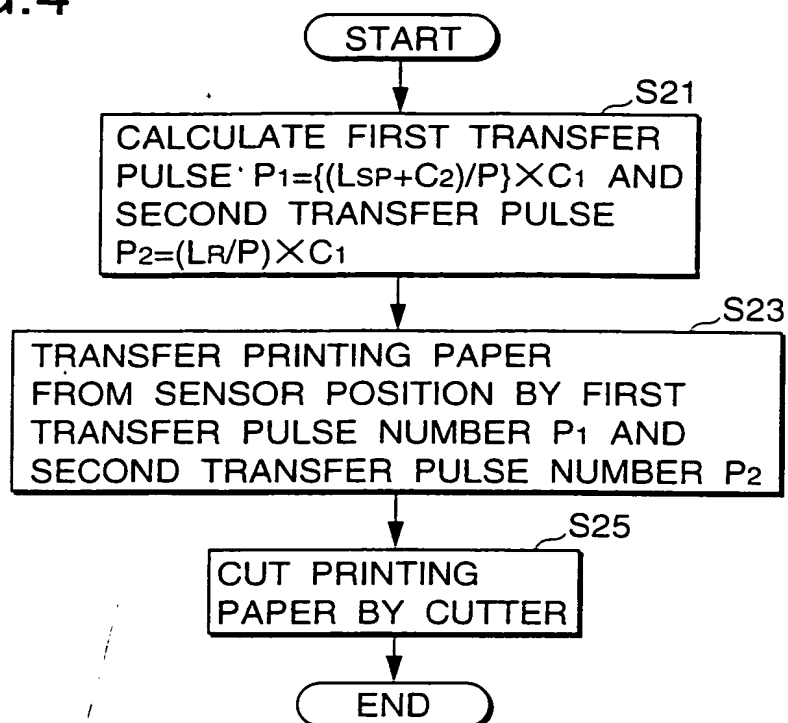 G.4
START
S21
CALCULATE FIRST TRANSFER
PULSE P1={(LSP+C2)/P}×C1 AND
SECOND TRANSFER PULSE
P2=(LR/P)×C1
S23
TRANSFER PRINTING PAPER
FROM SENSOR POSITION BY FIRST
TRANSFER PULSE NUMBER P1 AND
SECOND TRANSFER PULSE NUMBER P2
S25
CUT PRINTING
PAPER BY CUTTER
END